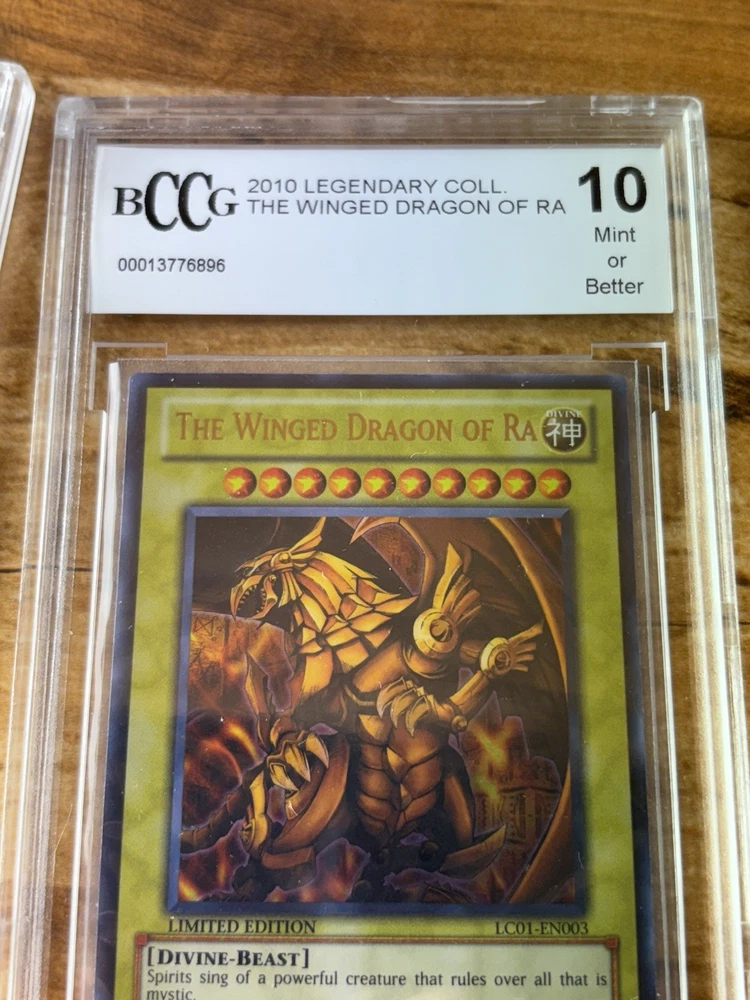 BCCG
2010 LEGENDARY COLL.
THE WINGED DRAGON OF RA
10
Mint
or
Better
00013776896
THE WINGED DRAGON OF RA
DIVINE
神
LIMITED EDITION
LC01-EN003
[DIVINE-BEAST]
Spirits sing of a powerful creature that rules over all that is
mystic.